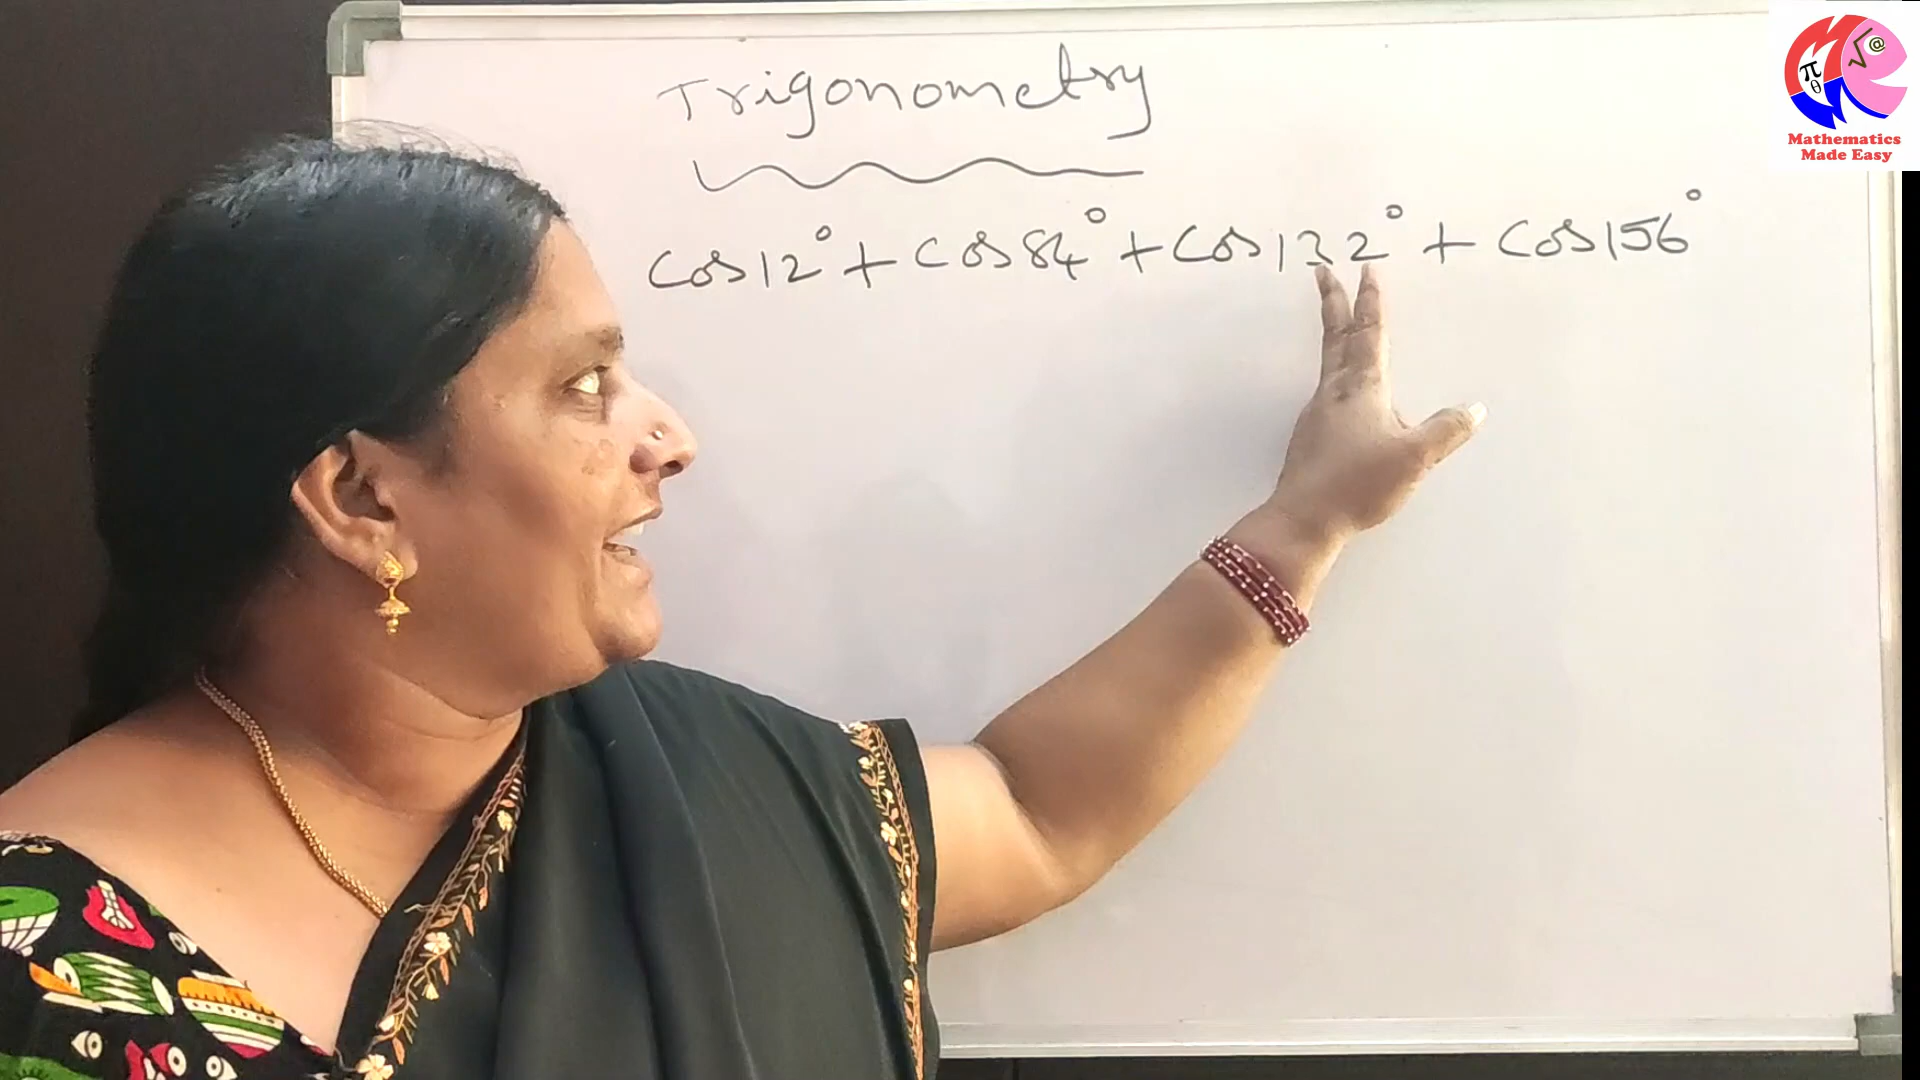 Trigonometry
cos12° + cos84° + cos132° + cos156°
π θ √ @
Mathematics
Made Easy